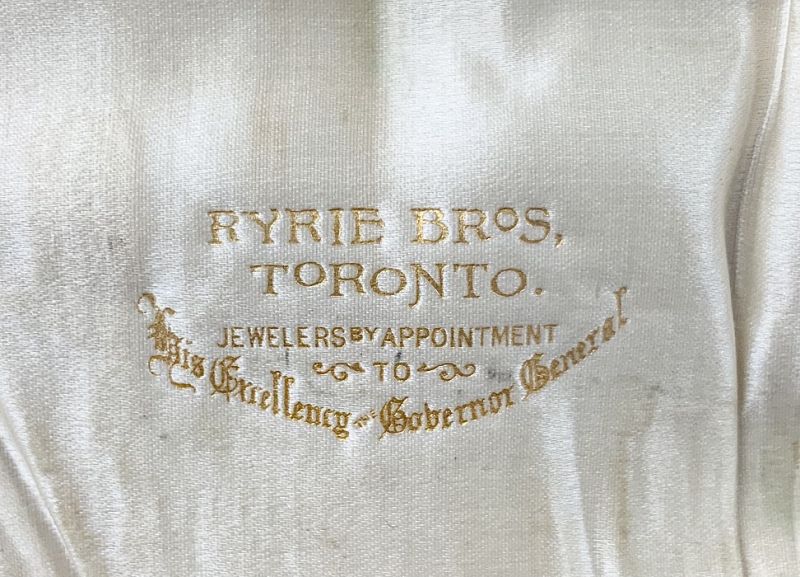 RYRIE BROS,
TORONTO.
JEWELERS BY APPOINTMENT
TO
His Excellency the Governor General